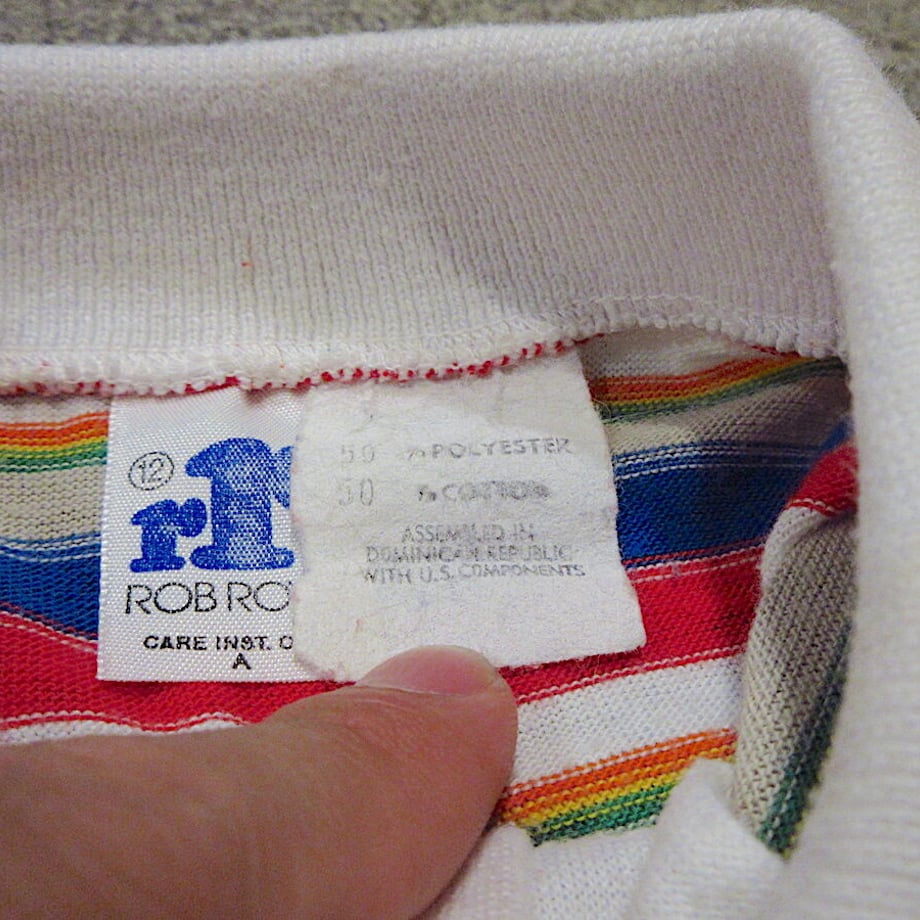 12
rr
ROB RO
CARE INST. O
A
50 % POLYESTER
50 % COTTON
ASSEMBLED IN
DOMINICAN REPUBLIC
WITH U.S. COMPONENTS